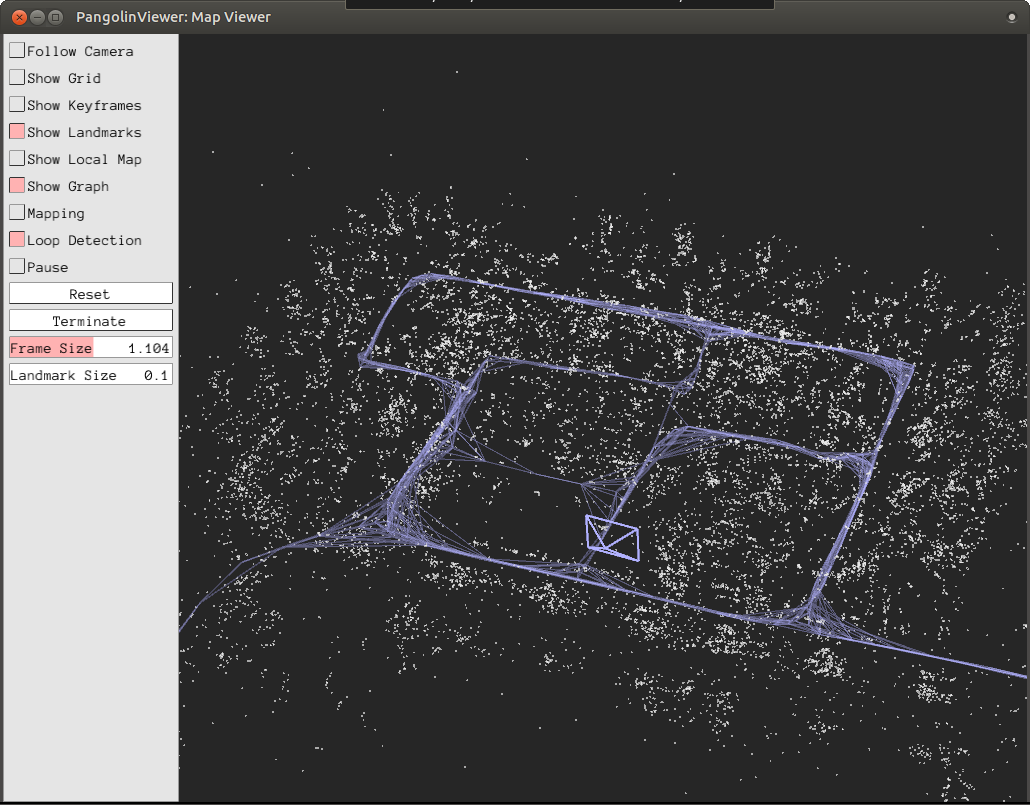 PangolinViewer: Map Viewer
Follow Camera
Show Grid
Show Keyframes
Show Landmarks
Show Local Map
Show Graph
Mapping
Loop Detection
Pause
Reset
Terminate
Frame Size 1.104
Landmark Size 0.1